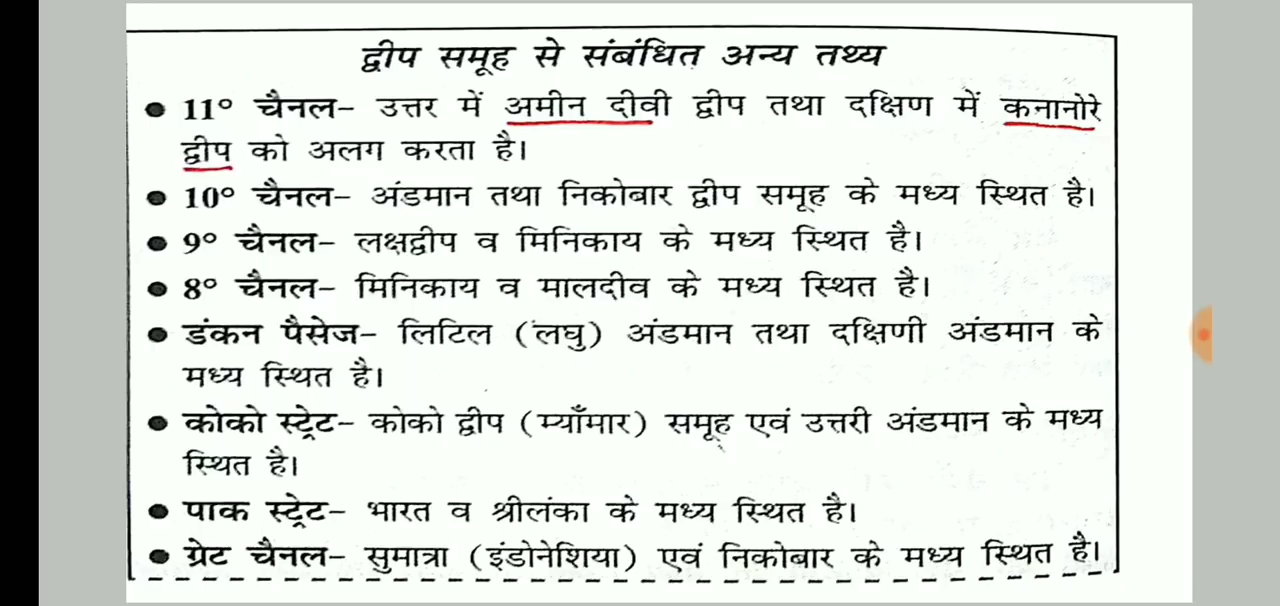 द्वीप समूह से संबंधित अन्य तथ्य
● 11° चैनल– उत्तर में अमीन दीवी द्वीप तथा दक्षिण में कनानोरे
द्वीप को अलग करता है।
● 10° चैनल– अंडमान तथा निकोबार द्वीप समूह के मध्य स्थित है।
● 9° चैनल– लक्षद्वीप व मिनिकाय के मध्य स्थित है।
● 8° चैनल– मिनिकाय व मालदीव के मध्य स्थित है।
● डंकन पैसेज– लिटिल (लघु) अंडमान तथा दक्षिणी अंडमान के
मध्य स्थित है।
● कोको स्ट्रेट– कोको द्वीप (म्याँमार) समूह एवं उत्तरी अंडमान के मध्य
स्थित है।
● पाक स्ट्रेट– भारत व श्रीलंका के मध्य स्थित है।
● ग्रेट चैनल– सुमात्रा (इंडोनेशिया) एवं निकोबार के मध्य स्थित है।